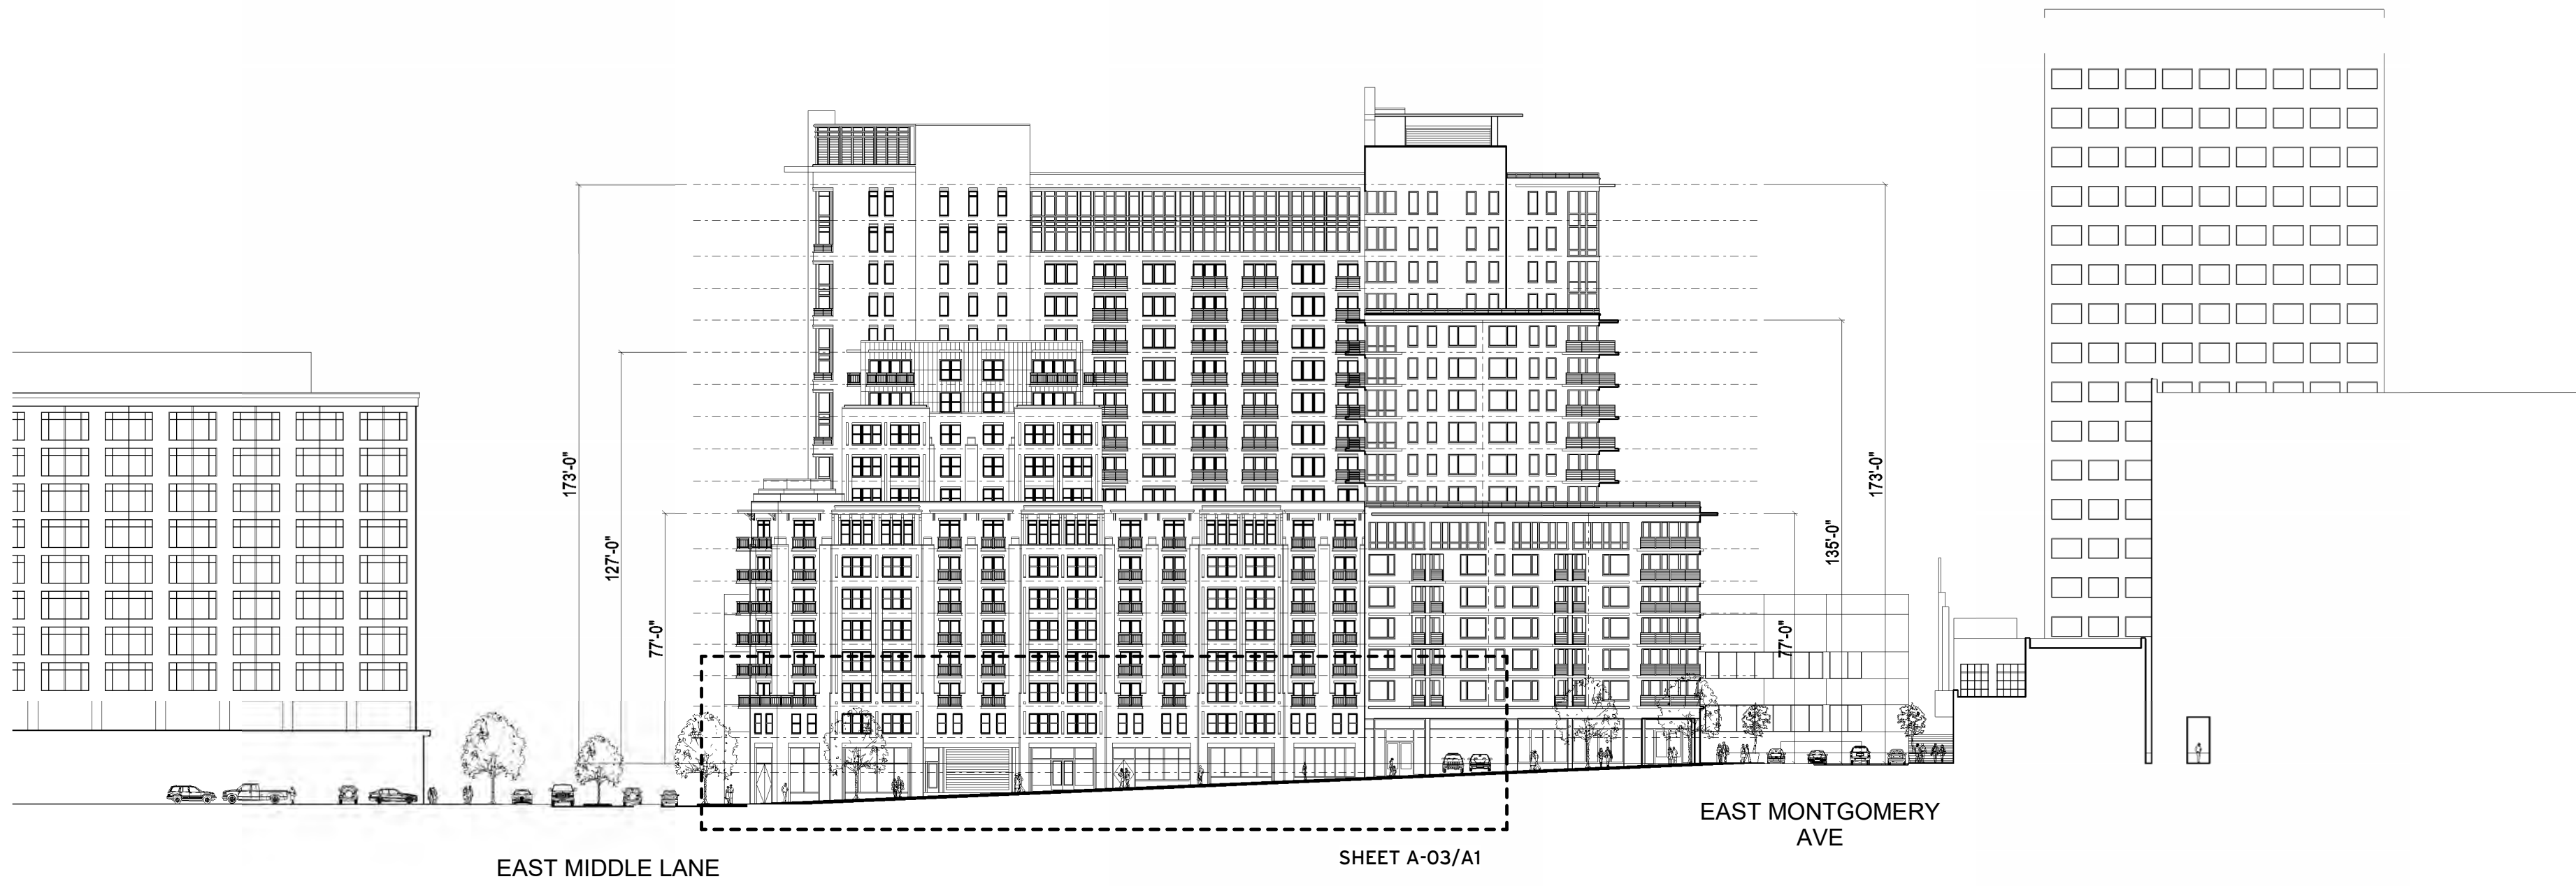 173'-0"
127'-0"
77'-0"
173'-0"
135'-0"
77'-0"
EAST MONTGOMERY
AVE
SHEET A-03/A1
EAST MIDDLE LANE